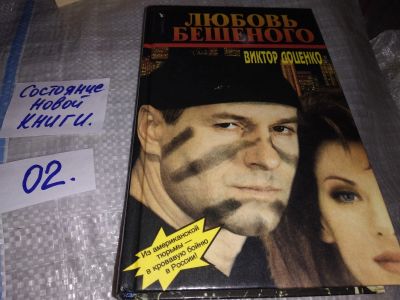 ЛЮБОВЬ
БЕШЕНОГО
ВИКТОР ДОЦЕНКО
Состояние
новой
книги.
02.
Из американской
тюрьмы —
в кровавую бойню
в России!